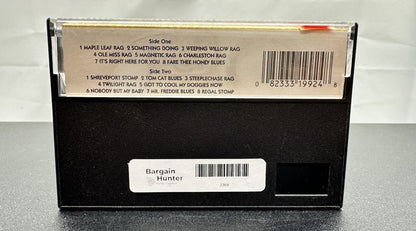 Side One
1 MAPLE LEAF RAG 2 SOMETHING DOING 3 WEEPING WILLOW RAG
4 OLE MISS RAG 5 MAGNETIC RAG 6 CHARLESTON RAG
7 IT'S RIGHT HERE FOR YOU 8 FARE THEE HONEY BLUES
Side Two
1 SHREVEPORT STOMP 2 TOM CAT BLUES 3 STEEPLECHASE RAG
4 TWILIGHT RAG 5 GOT TO COOL MY DOGGIES NOW
6 NOBODY BUT MY BABY 7 MR. FREDDIE BLUES 8 REGAL STOMP
0 82333 19924 8
Bargain
Hunter